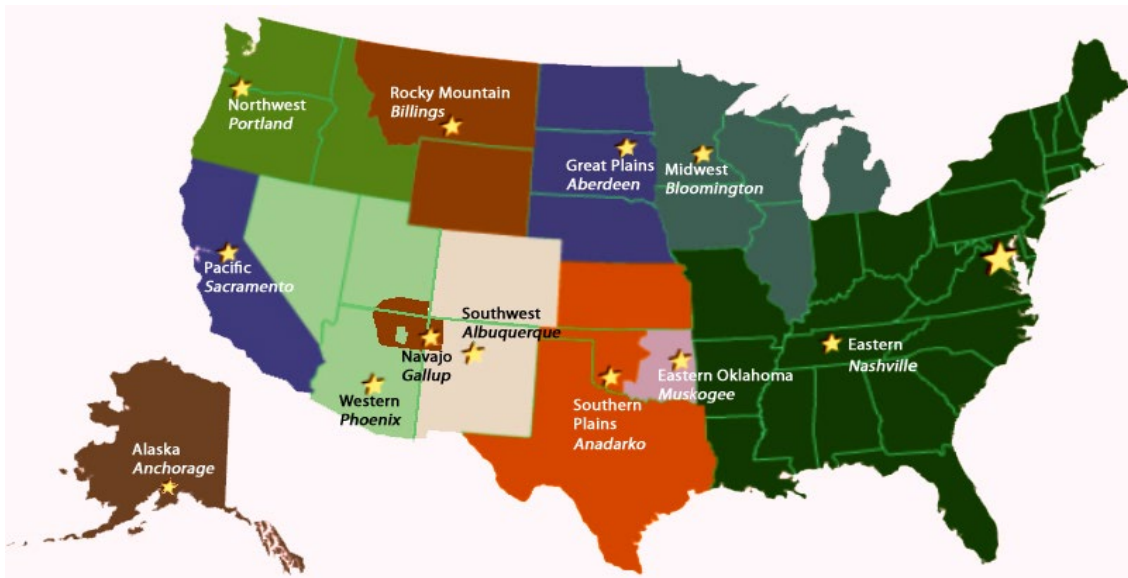 Northwest
Portland
Rocky Mountain
Billings
Great Plains
Aberdeen
Midwest
Bloomington
Pacific
Sacramento
Southwest
Albuquerque
Navajo
Gallup
Western
Phoenix
Eastern Oklahoma
Muskogee
Southern
Plains
Anadarko
Eastern
Nashville
Alaska
Anchorage